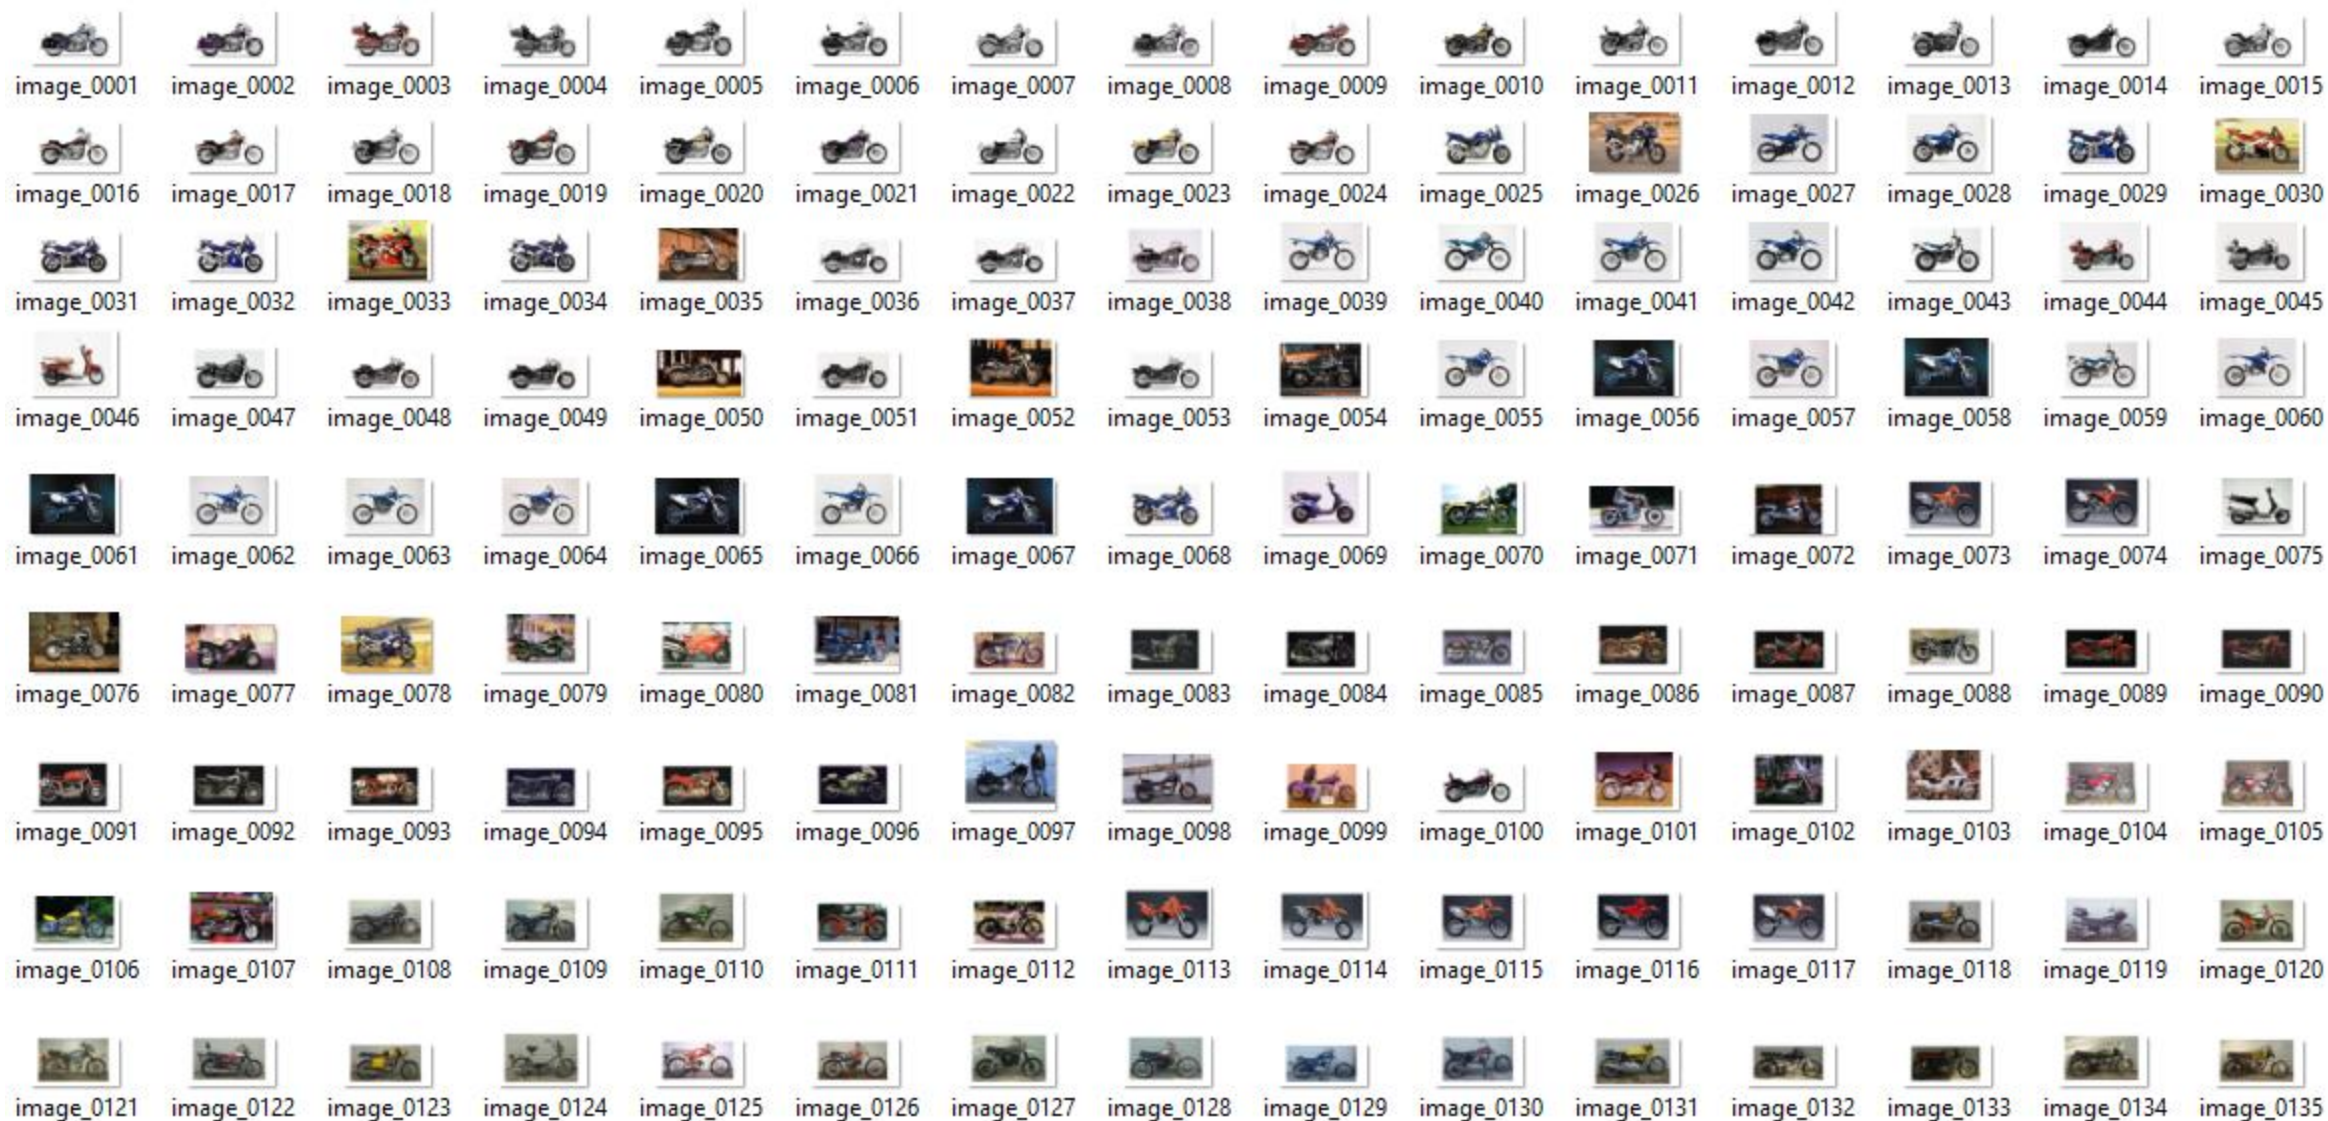 image_0001 image_0002 image_0003 image_0004 image_0005 image_0006 image_0007 image_0008 image_0009 image_0010 image_0011 image_0012 image_0013 image_0014 image_0015
image_0016 image_0017 image_0018 image_0019 image_0020 image_0021 image_0022 image_0023 image_0024 image_0025 image_0026 image_0027 image_0028 image_0029 image_0030
image_0031 image_0032 image_0033 image_0034 image_0035 image_0036 image_0037 image_0038 image_0039 image_0040 image_0041 image_0042 image_0043 image_0044 image_0045
image_0046 image_0047 image_0048 image_0049 image_0050 image_0051 image_0052 image_0053 image_0054 image_0055 image_0056 image_0057 image_0058 image_0059 image_0060
image_0061 image_0062 image_0063 image_0064 image_0065 image_0066 image_0067 image_0068 image_0069 image_0070 image_0071 image_0072 image_0073 image_0074 image_0075
image_0076 image_0077 image_0078 image_0079 image_0080 image_0081 image_0082 image_0083 image_0084 image_0085 image_0086 image_0087 image_0088 image_0089 image_0090
image_0091 image_0092 image_0093 image_0094 image_0095 image_0096 image_0097 image_0098 image_0099 image_0100 image_0101 image_0102 image_0103 image_0104 image_0105
image_0106 image_0107 image_0108 image_0109 image_0110 image_0111 image_0112 image_0113 image_0114 image_0115 image_0116 image_0117 image_0118 image_0119 image_0120
image_0121 image_0122 image_0123 image_0124 image_0125 image_0126 image_0127 image_0128 image_0129 image_0130 image_0131 image_0132 image_0133 image_0134 image_0135